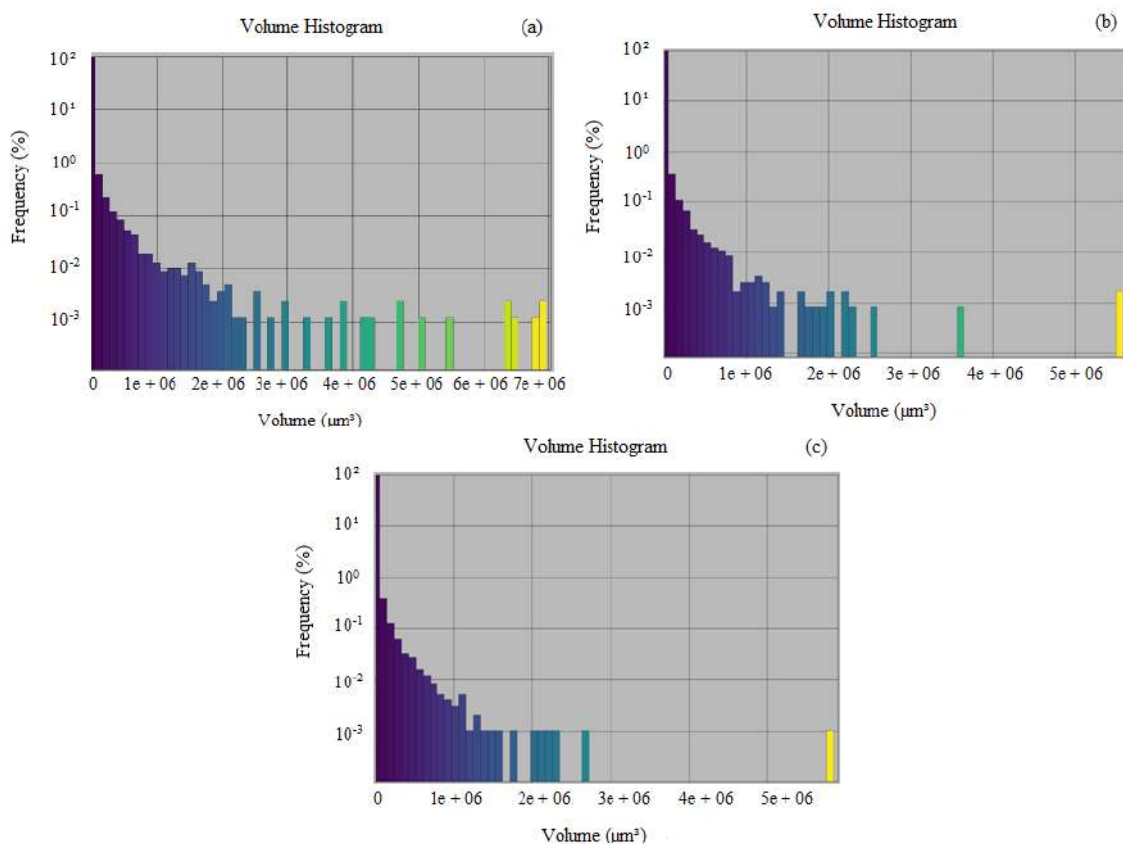 Volume Histogram (a)
10²
10¹
10⁰
10⁻¹
10⁻²
10⁻³
Frequency (%)
0 1e + 06 2e + 06 3e + 06 4e + 06 5e + 06 6e + 06 7e + 06
Volume (µm³)
Volume Histogram (b)
10²
10¹
10⁰
10⁻¹
10⁻²
10⁻³
Frequency (%)
0 1e + 06 2e + 06 3e + 06 4e + 06 5e + 06
Volume (µm³)
Volume Histogram (c)
10²
10¹
10⁰
10⁻¹
10⁻²
10⁻³
Frequency (%)
0 1e + 06 2e + 06 3e + 06 4e + 06 5e + 06
Volume (µm³)